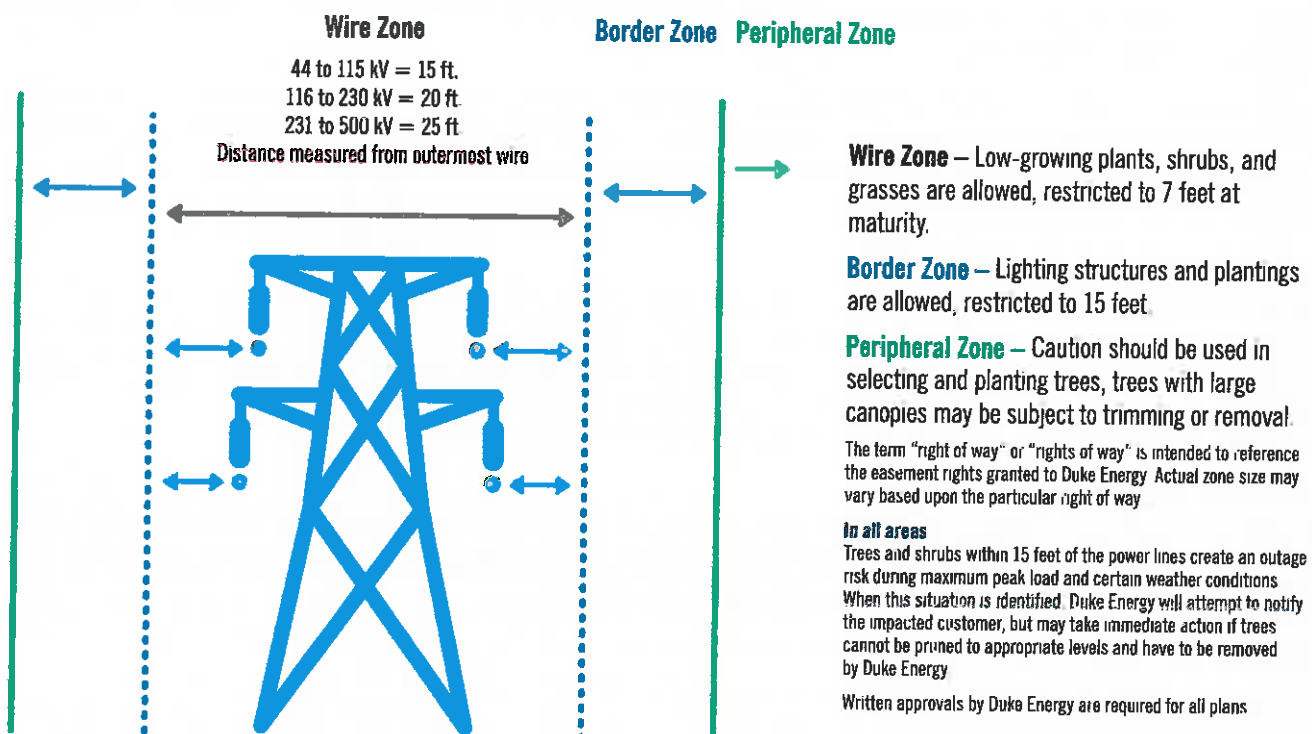 Wire Zone
44 to 115 kV = 15 ft.
116 to 230 kV = 20 ft.
231 to 500 kV = 25 ft
Distance measured from outermost wire
Border Zone
Peripheral Zone
Wire Zone – Low-growing plants, shrubs, and
grasses are allowed, restricted to 7 feet at
maturity.
Border Zone – Lighting structures and plantings
are allowed, restricted to 15 feet.
Peripheral Zone – Caution should be used in
selecting and planting trees, trees with large
canopies may be subject to trimming or removal.
The term "right of way" or "rights of way" is intended to reference
the easement rights granted to Duke Energy Actual zone size may
vary based upon the particular right of way
In all areas
Trees and shrubs within 15 feet of the power lines create an outage
risk during maximum peak load and certain weather conditions
When this situation is identified, Duke Energy will attempt to notify
the impacted customer, but may take immediate action if trees
cannot be pruned to appropriate levels and have to be removed
by Duke Energy
Written approvals by Duke Energy are required for all plans